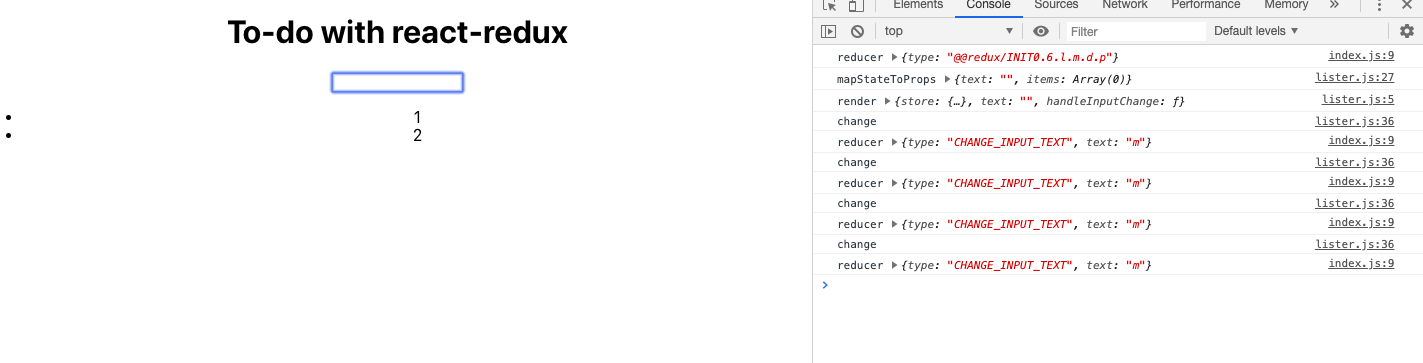 To-do with react-redux
1
2
Elements Console Sources Network Performance Memory »
top ▼ Filter Default levels ▼
reducer ▶{type: "@@redux/INIT0.6.l.m.d.p"} index.js:9
mapStateToProps ▶{text: "", items: Array(0)} lister.js:27
render ▶{store: {…}, text: "", handleInputChange: ƒ} lister.js:5
change lister.js:36
reducer ▶{type: "CHANGE_INPUT_TEXT", text: "m"} index.js:9
change lister.js:36
reducer ▶{type: "CHANGE_INPUT_TEXT", text: "m"} index.js:9
change lister.js:36
reducer ▶{type: "CHANGE_INPUT_TEXT", text: "m"} index.js:9
change lister.js:36
reducer ▶{type: "CHANGE_INPUT_TEXT", text: "m"} index.js:9